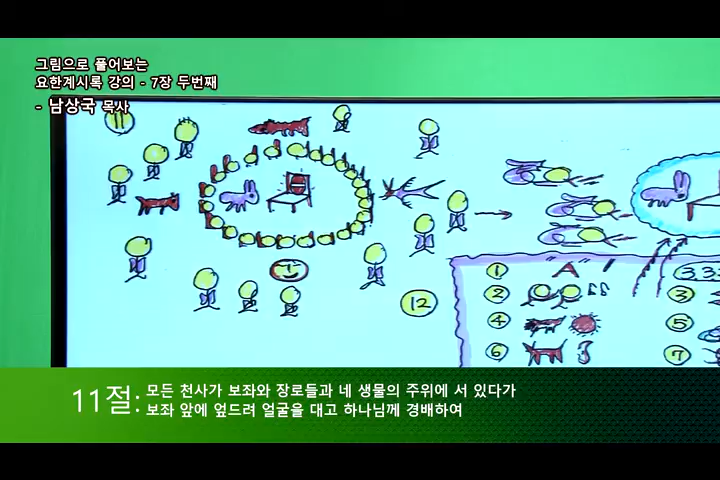 그림으로 풀어보는
요한계시록 강의 - 7장 두번째
- 남상국 목사
11
12
1
3,3
2
3
4
5
6
7
11절: 모든 천사가 보좌와 장로들과 네 생물의 주위에 서 있다가
보좌 앞에 엎드려 얼굴을 대고 하나님께 경배하여